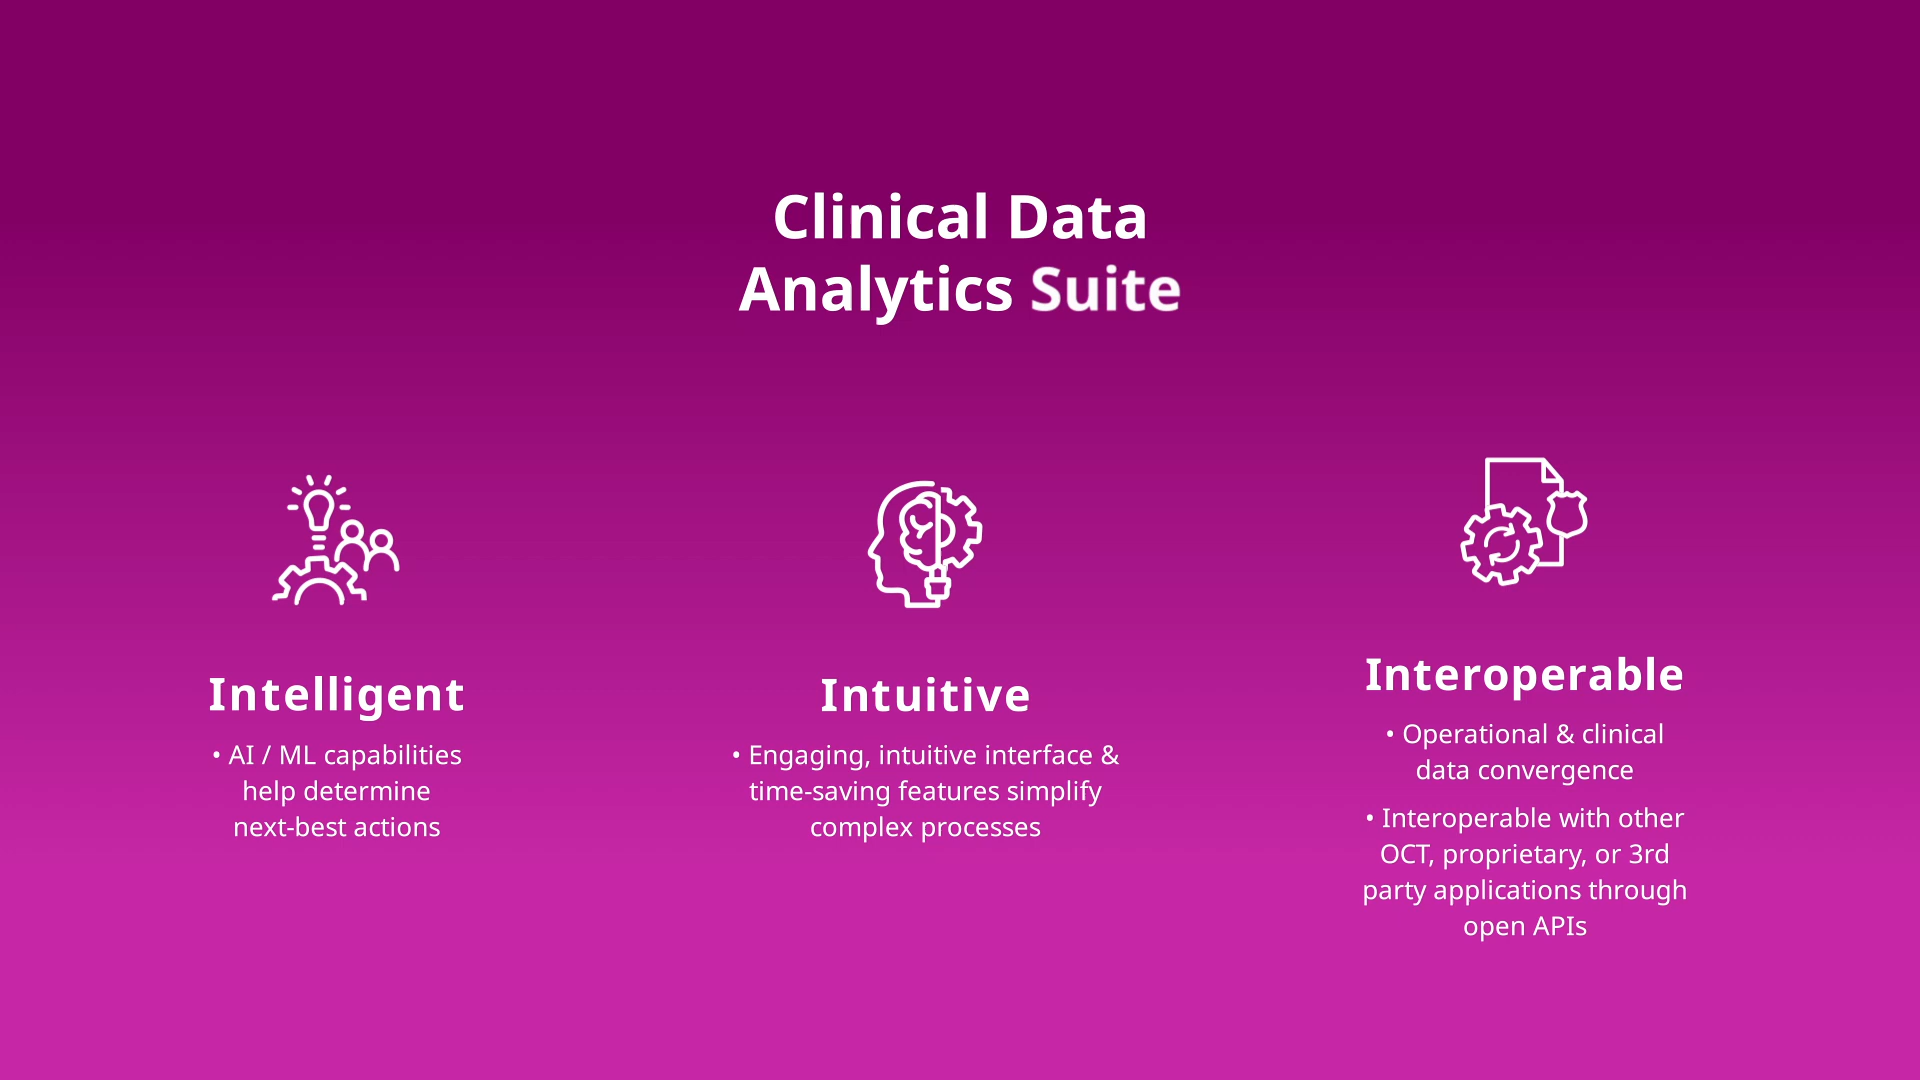 Clinical Data
Analytics Suite
Intelligent
• AI / ML capabilities
help determine
next-best actions
Intuitive
• Engaging, intuitive interface &
time-saving features simplify
complex processes
Interoperable
• Operational & clinical
data convergence
• Interoperable with other
OCT, proprietary, or 3rd
party applications through
open APIs